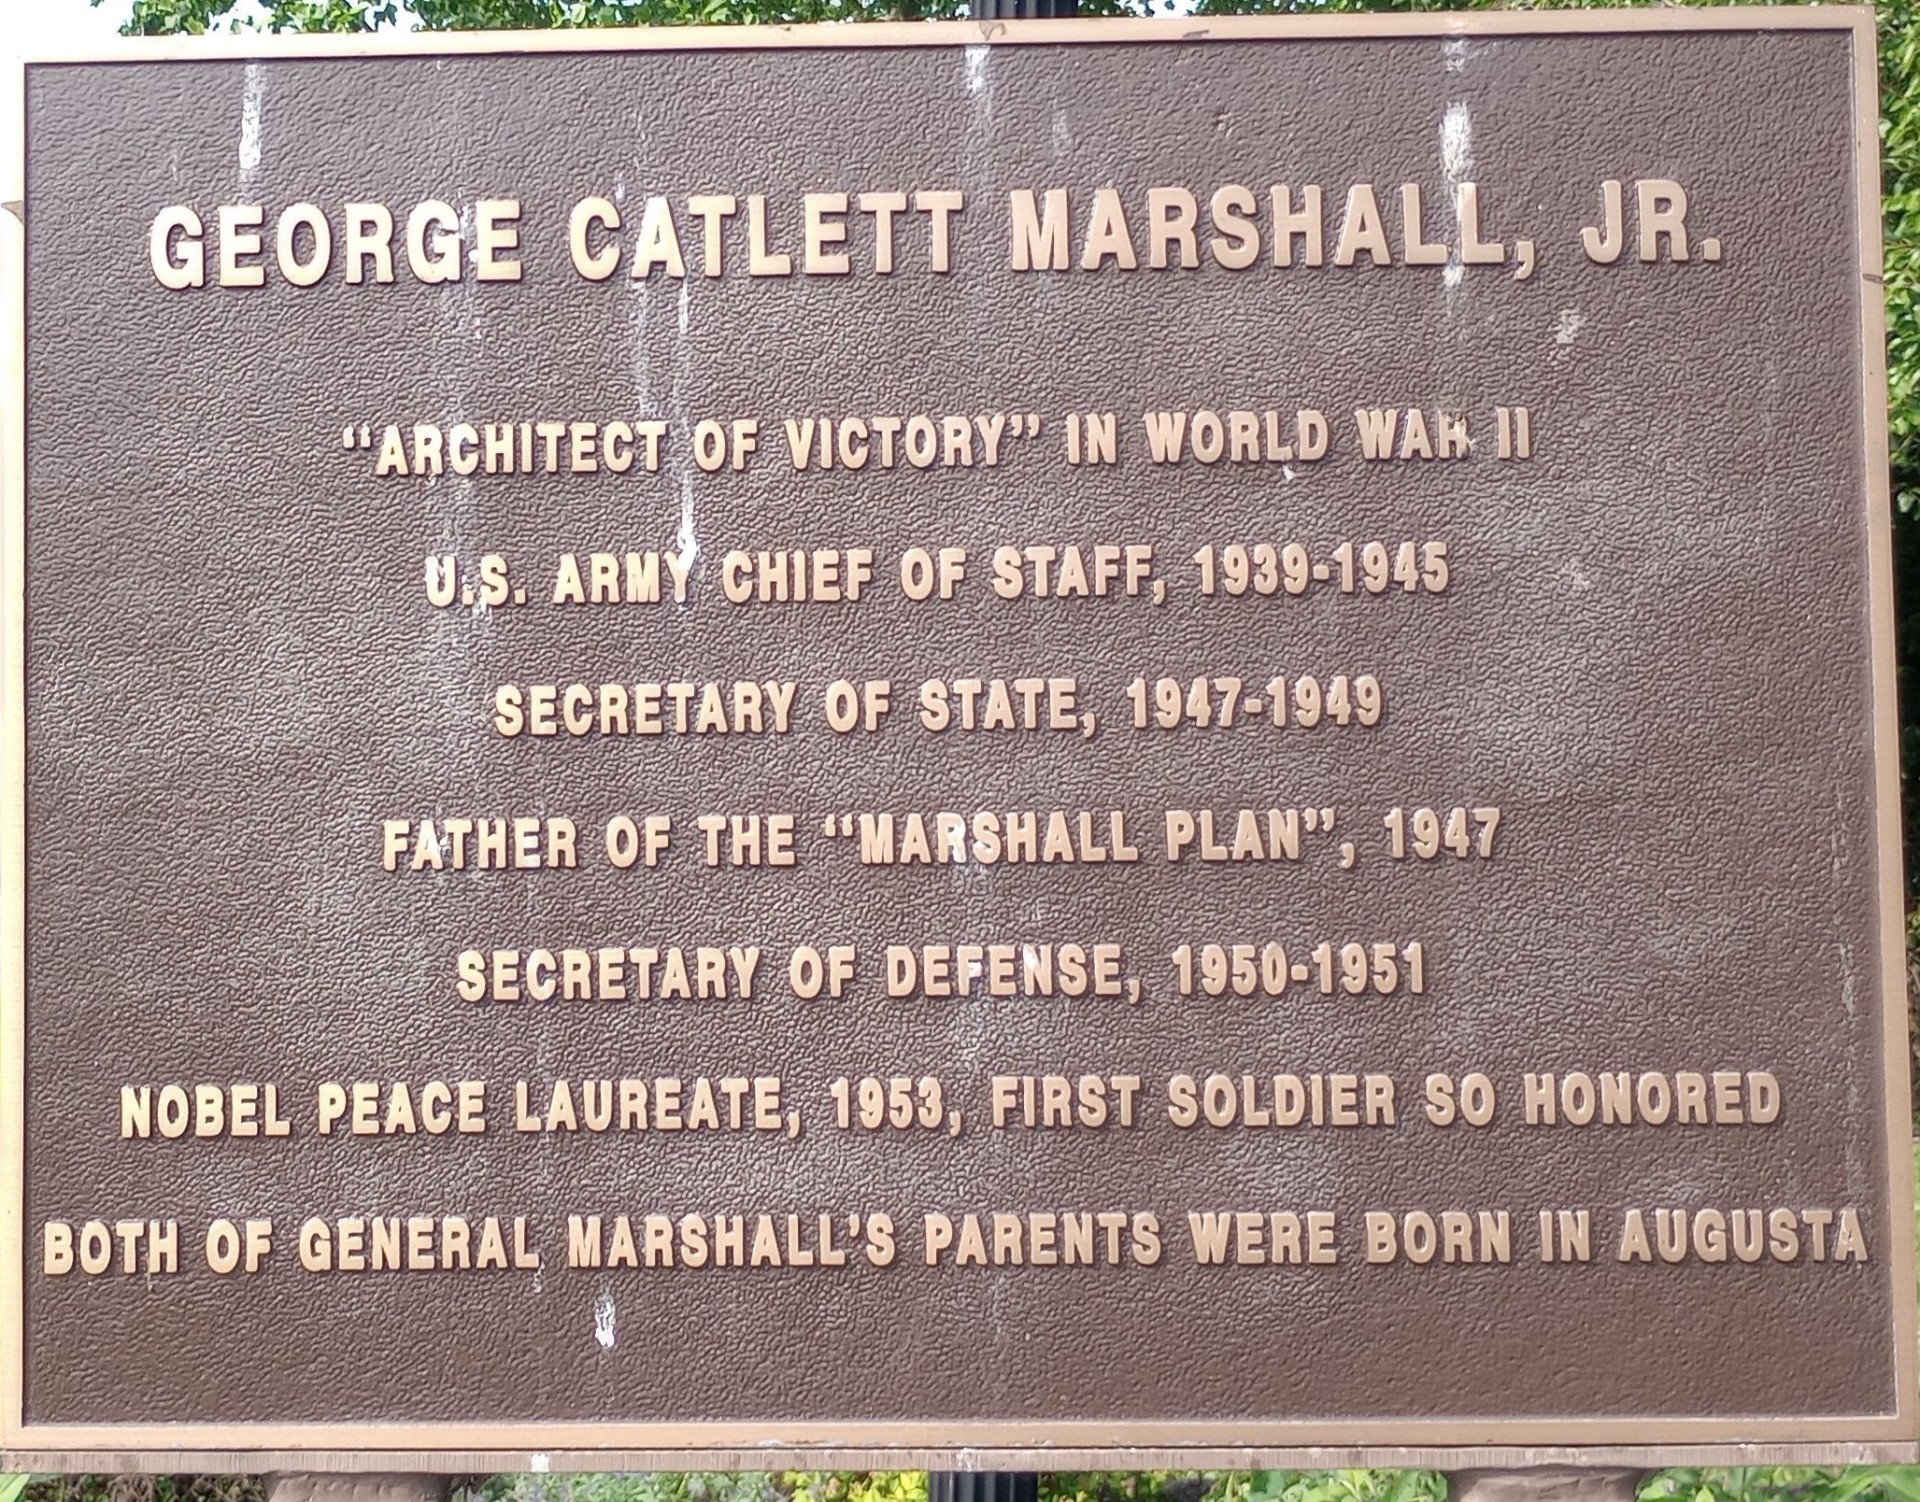 GEORGE CATLETT MARSHALL, JR.
“ARCHITECT OF VICTORY” IN WORLD WAR II
U.S. ARMY CHIEF OF STAFF, 1939-1945
SECRETARY OF STATE, 1947-1949
FATHER OF THE “MARSHALL PLAN”, 1947
SECRETARY OF DEFENSE, 1950-1951
NOBEL PEACE LAUREATE, 1953, FIRST SOLDIER SO HONORED
BOTH OF GENERAL MARSHALL’S PARENTS WERE BORN IN AUGUSTA